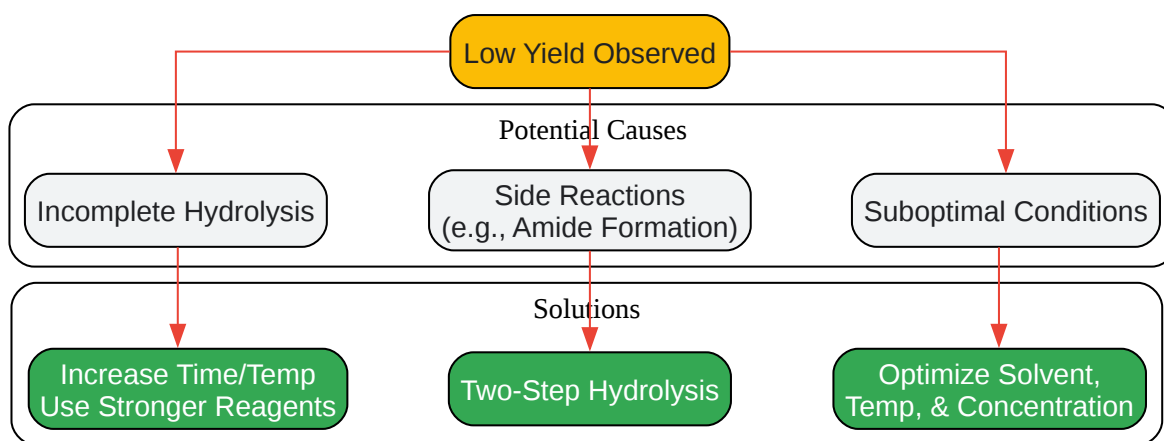 Low Yield Observed
Potential Causes
Incomplete Hydrolysis
Side Reactions
(e.g., Amide Formation)
Suboptimal Conditions
Solutions
Increase Time/Temp
Use Stronger Reagents
Two-Step Hydrolysis
Optimize Solvent,
Temp, & Concentration